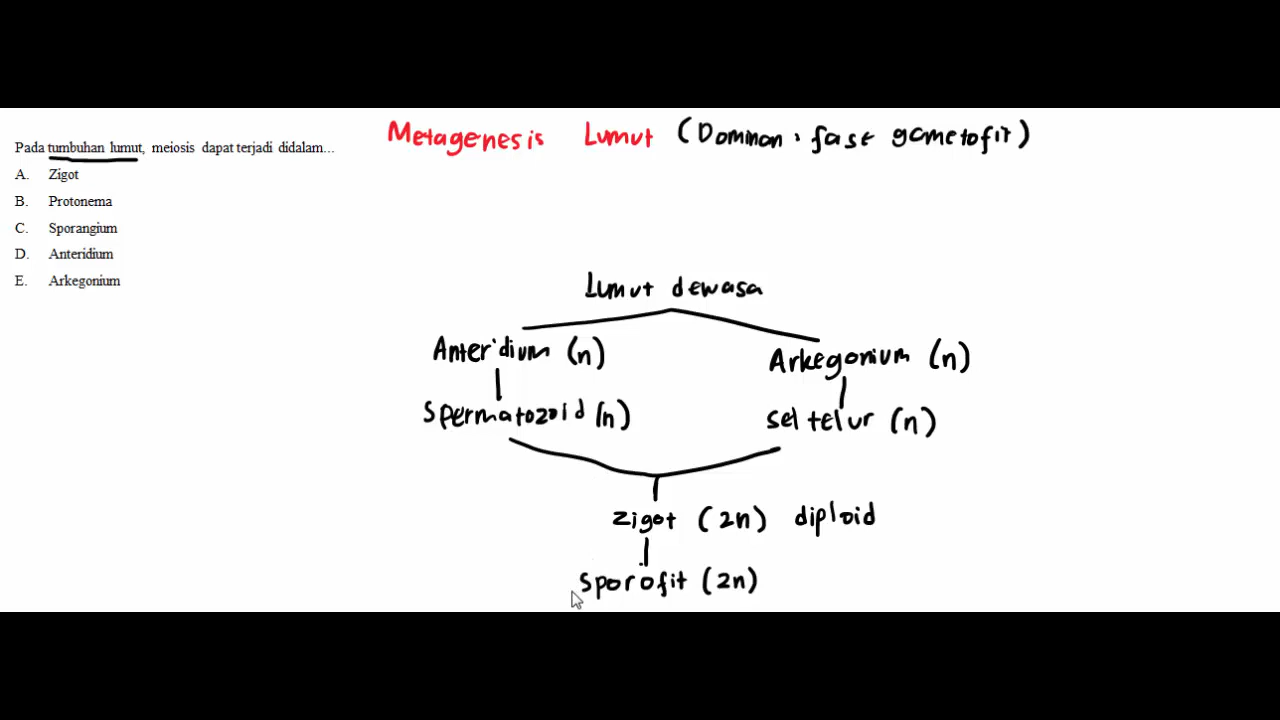 Pada tumbuhan lumut, meiosis dapat terjadi didalam...
A. Zigot
B. Protonema
C. Sporangium
D. Anteridium
E. Arkegonium
Metagenesis Lumut (Dominan : fase gametofit)
Lumut dewasa
Anteridium (n) Arkegonium (n)
Spermatozoid (n) Sel telur (n)
Zigot (2n) diploid
Sporofit (2n)